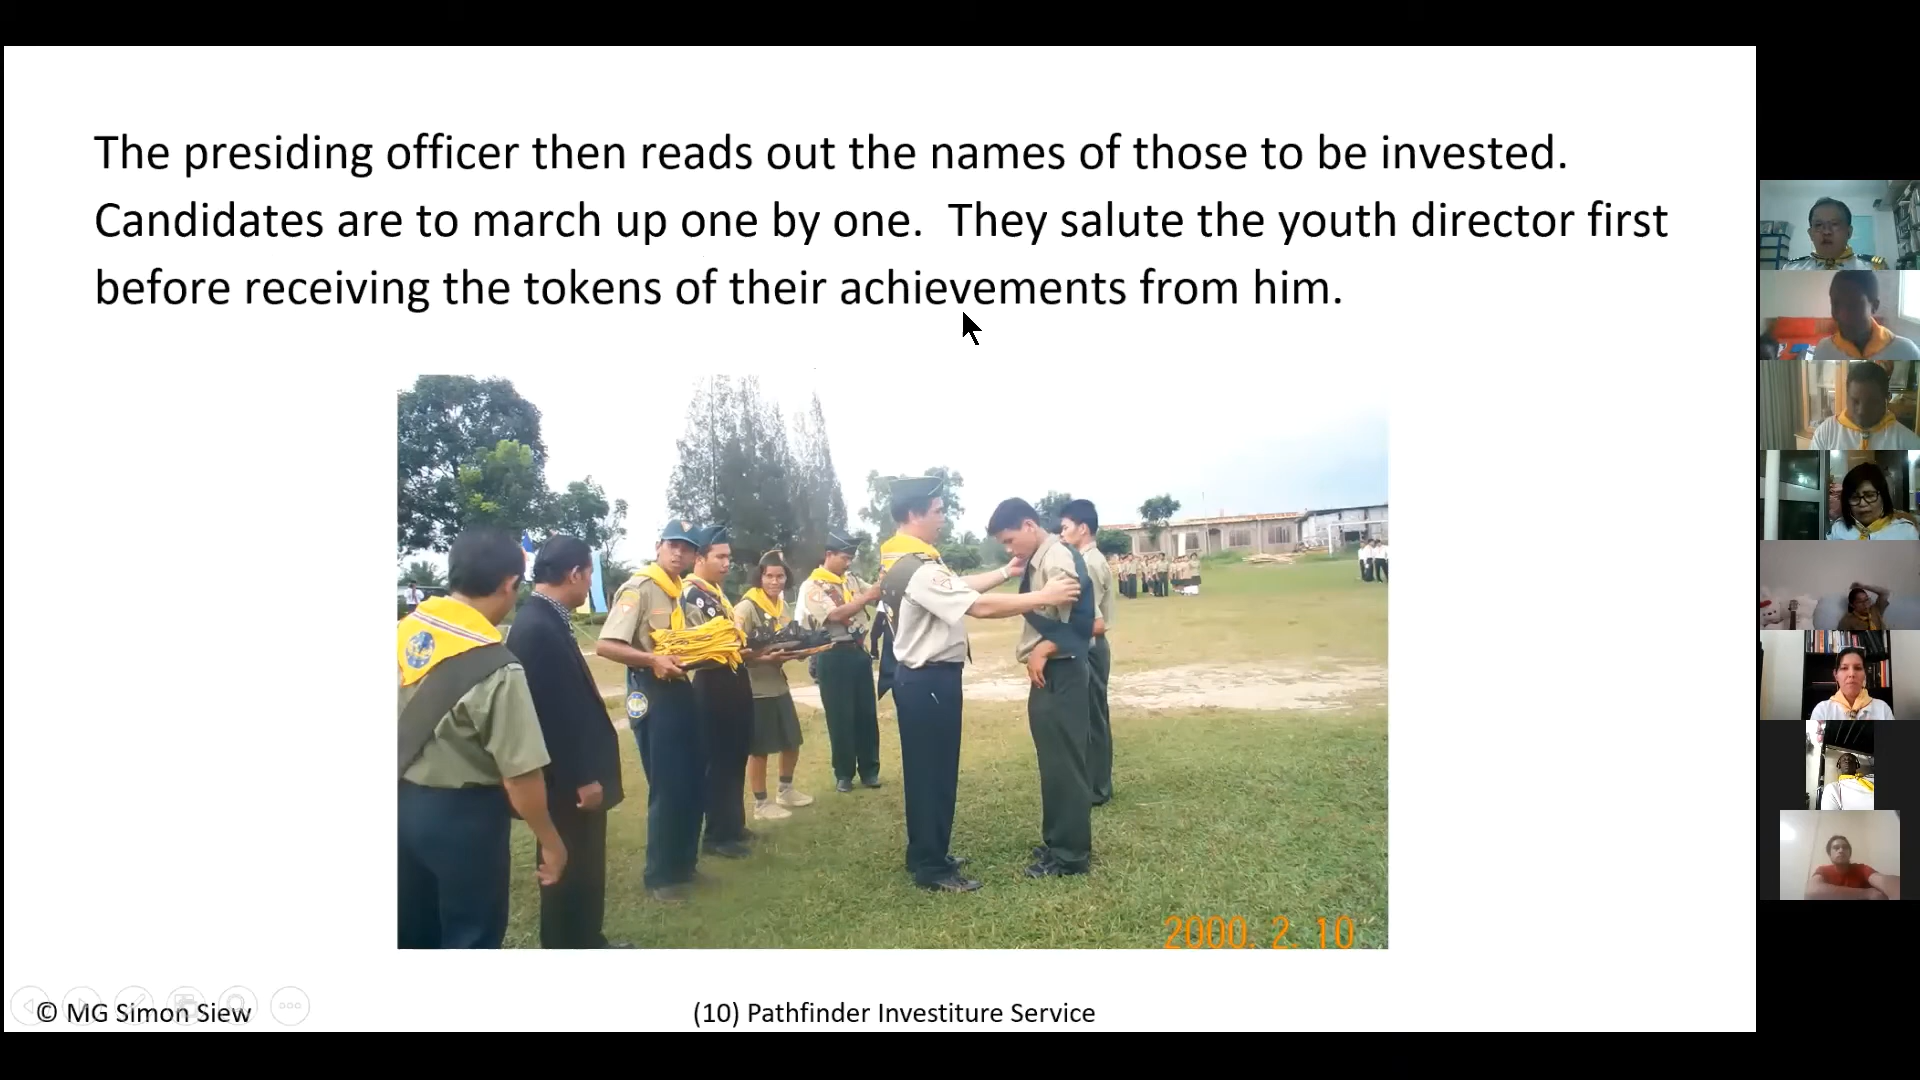 The presiding officer then reads out the names of those to be invested.
Candidates are to march up one by one.  They salute the youth director first
before receiving the tokens of their achievements from him.
2000. 2. 10
© MG Simon Siew
(10) Pathfinder Investiture Service